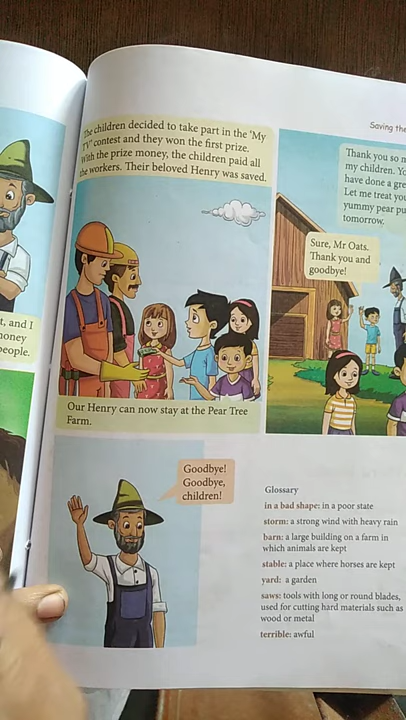 t, and I
money
people.
The children decided to take part in the 'My
TV' contest and they won the first prize.
With the prize money, the children paid all
the workers. Their beloved Henry was saved.
Our Henry can now stay at the Pear Tree
Farm.
Goodbye!
Goodbye,
children!
Saving the
Thank you so m
my children. Yo
have done a gre
Let me treat you
yummy pear pu
tomorrow.
Sure, Mr Oats.
Thank you and
goodbye!
Glossary
in a bad shape: in a poor state
storm: a strong wind with heavy rain
barn: a large building on a farm in
which animals are kept
stable: a place where horses are kept
yard: a garden
saws: tools with long or round blades,
used for cutting hard materials such as
wood or metal
terrible: awful